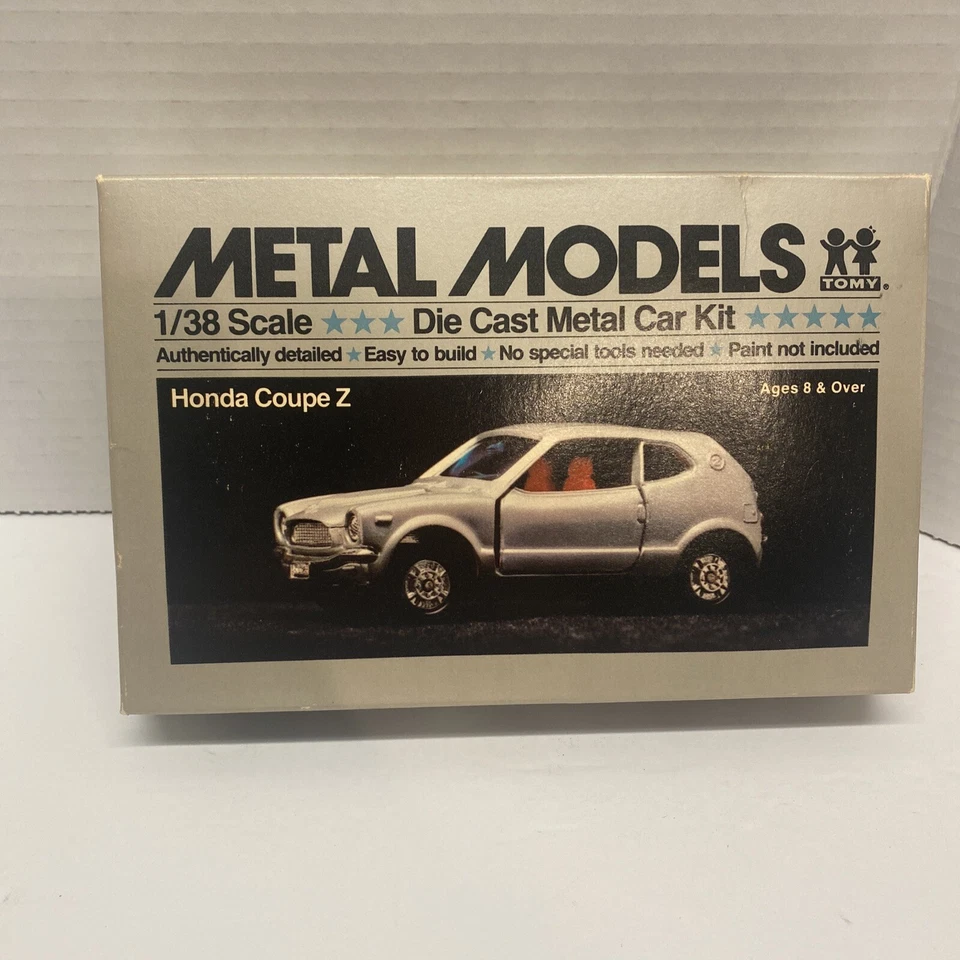 METAL MODELS
TOMY®
1/38 Scale ★★★ Die Cast Metal Car Kit ★★★★★
Authentically detailed ★ Easy to build ★ No special tools needed ★ Paint not included
Honda Coupe Z
Ages 8 & Over